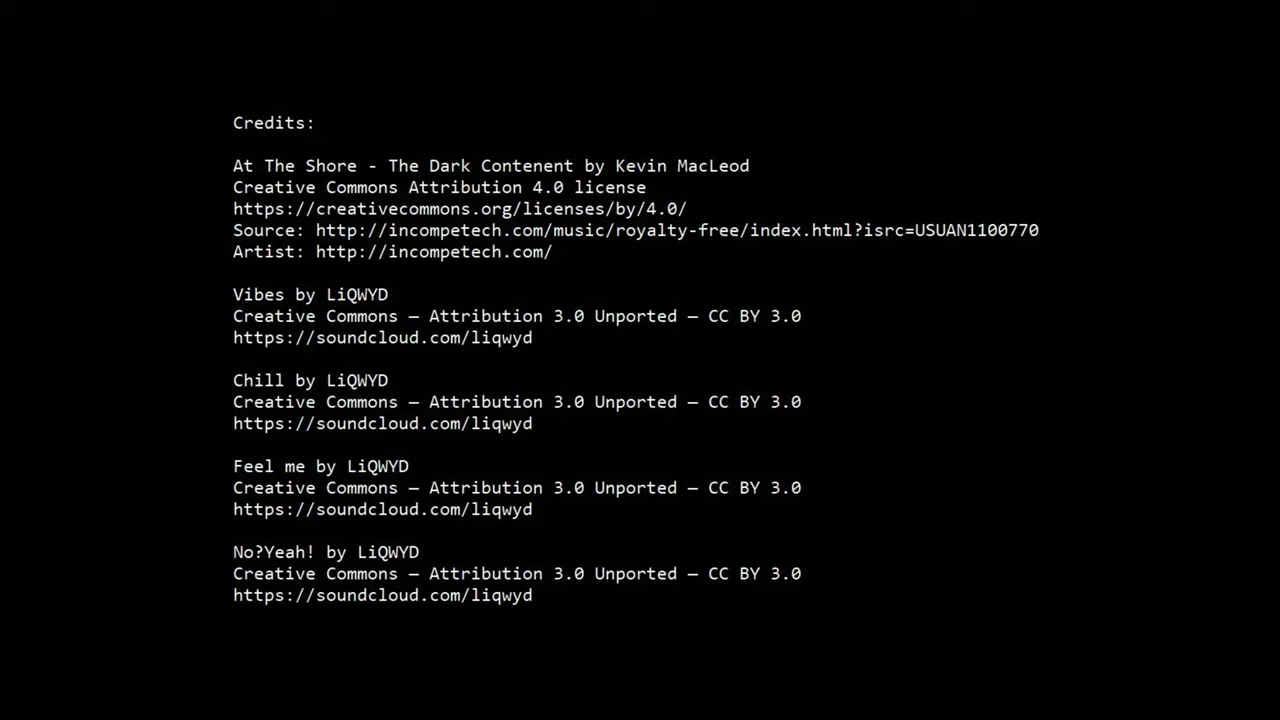 Credits:
At The Shore - The Dark Contenent by Kevin MacLeod
Creative Commons Attribution 4.0 license
https://creativecommons.org/licenses/by/4.0/
Source: http://incompetech.com/music/royalty-free/index.html?isrc=USUAN1100770
Artist: http://incompetech.com/
Vibes by LiQWYD
Creative Commons — Attribution 3.0 Unported — CC BY 3.0
https://soundcloud.com/liqwyd
Chill by LiQWYD
Creative Commons — Attribution 3.0 Unported — CC BY 3.0
https://soundcloud.com/liqwyd
Feel me by LiQWYD
Creative Commons — Attribution 3.0 Unported — CC BY 3.0
https://soundcloud.com/liqwyd
No?Yeah! by LiQWYD
Creative Commons — Attribution 3.0 Unported — CC BY 3.0
https://soundcloud.com/liqwyd